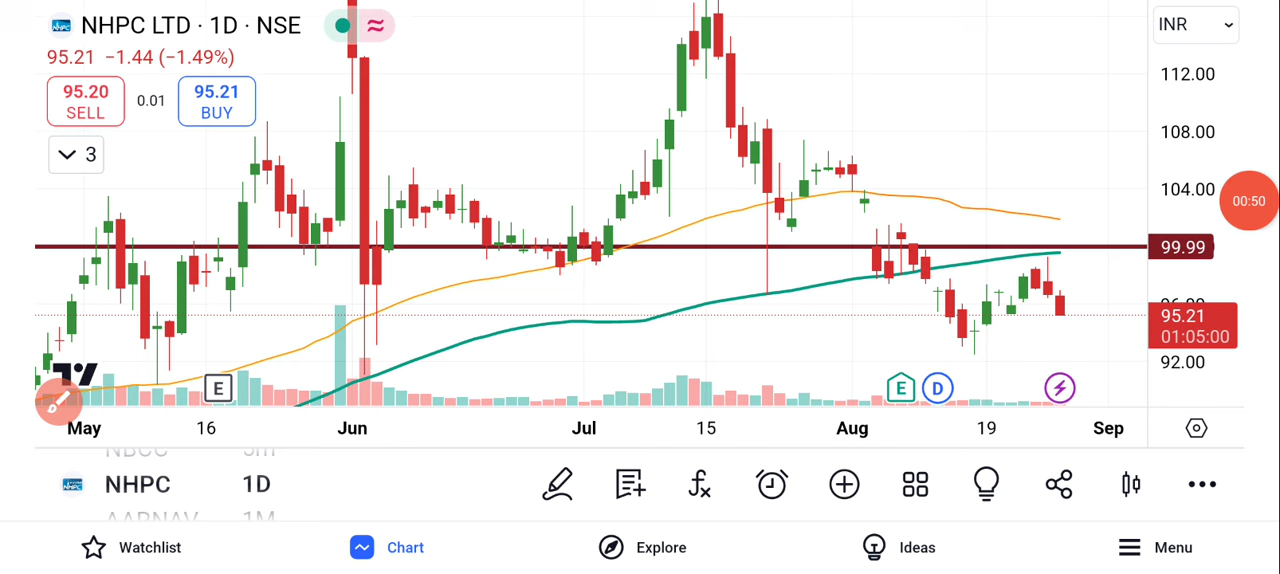 NHPC LTD · 1D · NSE
95.21 −1.44 (−1.49%)
95.20
SELL
0.01
95.21
BUY
3
INR
112.00
108.00
104.00
00:50
99.99
95.21
01:05:00
92.00
E
E
D
May
16
Jun
Jul
15
Aug
19
Sep
NHPC
NHPC 1D
Watchlist
Chart
Explore
Ideas
Menu